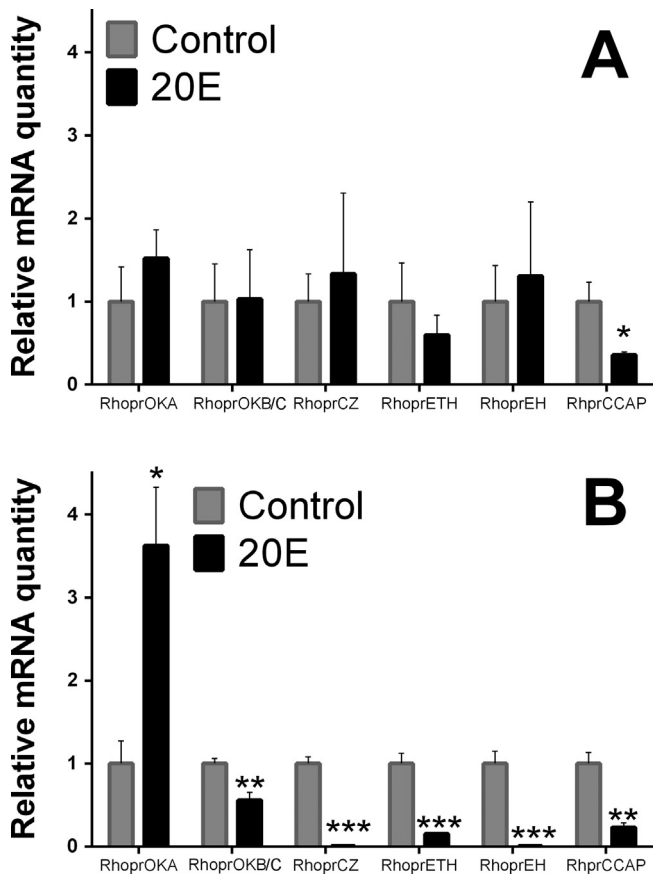 A
Control
20E
Relative mRNA quantity
4
3
2
1
0
*
RhoprOKA RhoprOKB/C RhoprCZ RhoprETH RhoprEH RhprCCAP
B
Control
20E
Relative mRNA quantity
4
3
2
1
0
* ** *** *** *** **
RhoprOKA RhoprOKB/C RhoprCZ RhoprETH RhoprEH RhprCCAP